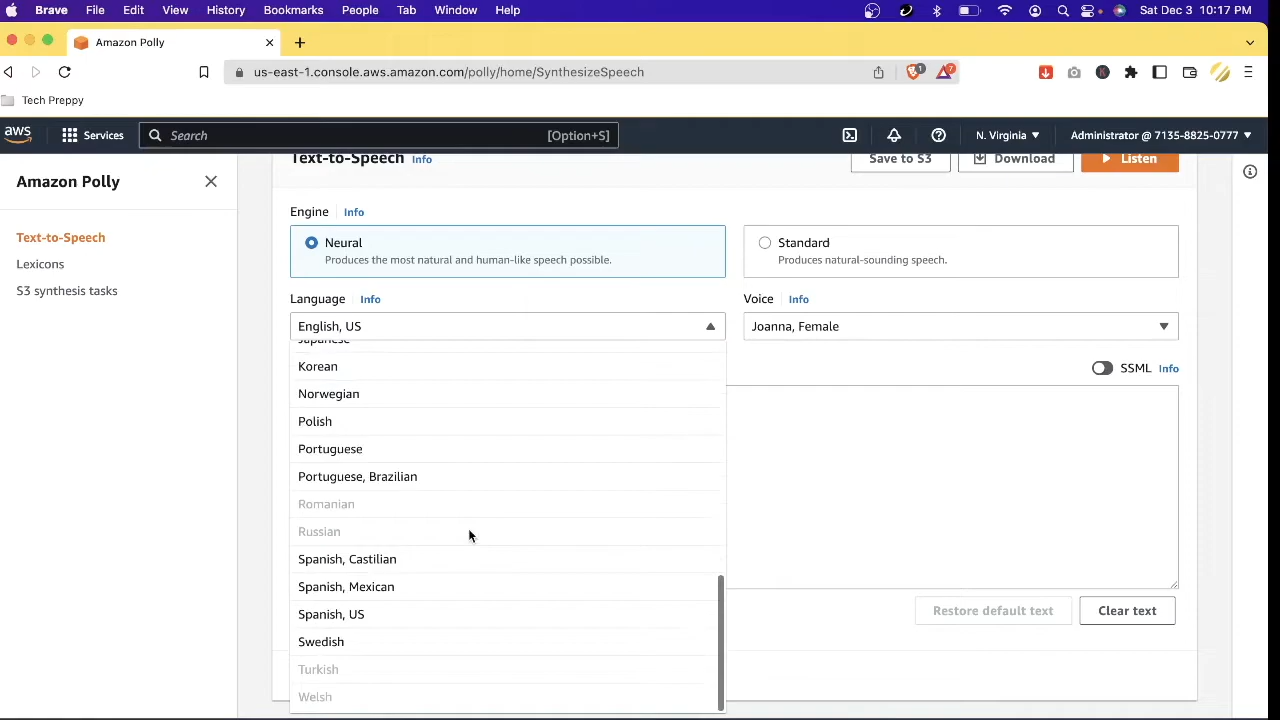 Brave File Edit View History Bookmarks People Tab Window Help Sat Dec 3 10:17 PM
Amazon Polly
us-east-1.console.aws.amazon.com/polly/home/SynthesizeSpeech 1 7 K
Tech Preppy
aws Services Search [Option+S] N. Virginia Administrator @ 7135-8825-0777
Amazon Polly
Text-to-Speech
Lexicons
S3 synthesis tasks
Text-to-Speech Info Save to S3 Download Listen
Engine Info
Neural
Produces the most natural and human-like speech possible.
Standard
Produces natural-sounding speech.
Language Info
English, US
Voice Info
Joanna, Female
Japanese
Korean
Norwegian
Polish
Portuguese
Portuguese, Brazilian
Romanian
Russian
Spanish, Castilian
Spanish, Mexican
Spanish, US
Swedish
Turkish
Welsh
SSML Info
Restore default text Clear text